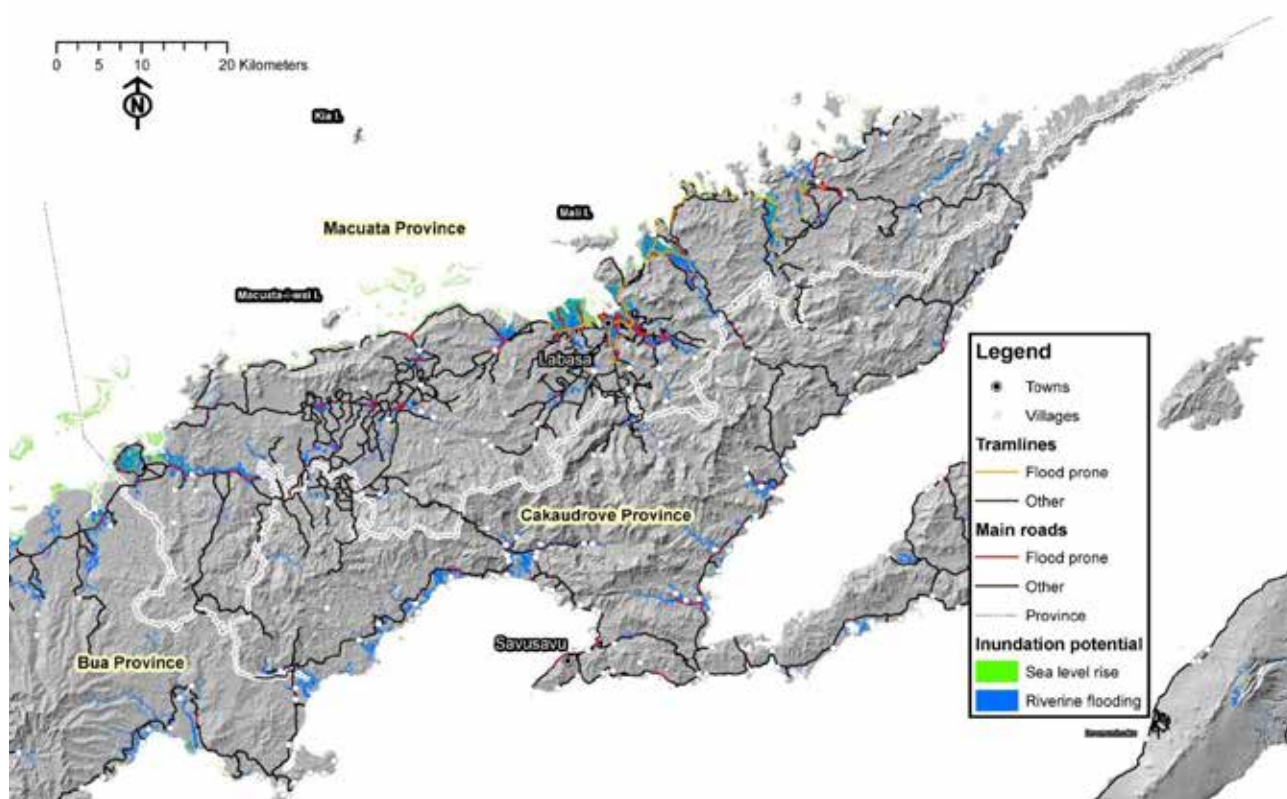 0 5 10 20 Kilometers
N
Kia I.
Mali I.
Macuata Province
Macuata-i-wai I.
Labasa
Cakaudrove Province
Savusavu
Bua Province
Legend
Towns
Villages
Tramlines
Flood prone
Other
Main roads
Flood prone
Other
Province
Inundation potential
Sea level rise
Riverine flooding